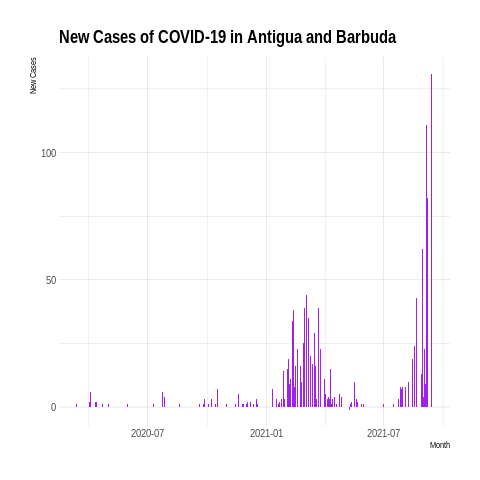 New Cases of COVID-19 in Antigua and Barbuda
New Cases
100
50
0
2020-07
2021-01
2021-07
Month